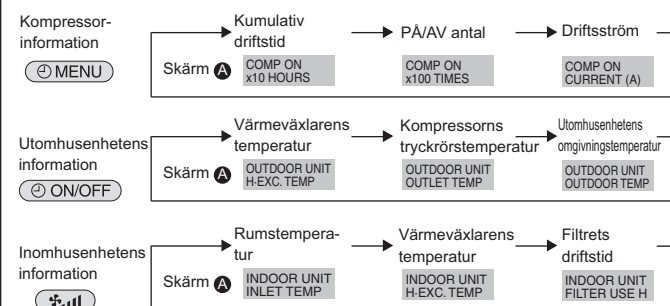 Kompressor-
information
MENU
Kumulativ
driftstid
PÅ/AV antal
Driftsström
Skärm A
COMP ON
x10 HOURS
COMP ON
x100 TIMES
COMP ON
CURRENT (A)
Utomhusenhetens
information
ON/OFF
Värmeväxlarens
temperatur
Kompressorns
tryckrörstemperatur
Utomhusenhetens
omgivningstemperatur
Skärm A
OUTDOOR UNIT
H·EXC. TEMP
OUTDOOR UNIT
OUTLET TEMP
OUTDOOR UNIT
OUTDOOR TEMP
Inomhusenhetens
information
Rumstempera-
tur
Värmeväxlarens
temperatur
Filtrets
driftstid
Skärm A
INDOOR UNIT
INLET TEMP
INDOOR UNIT
H·EXC. TEMP
INDOOR UNIT
FILTER USE H